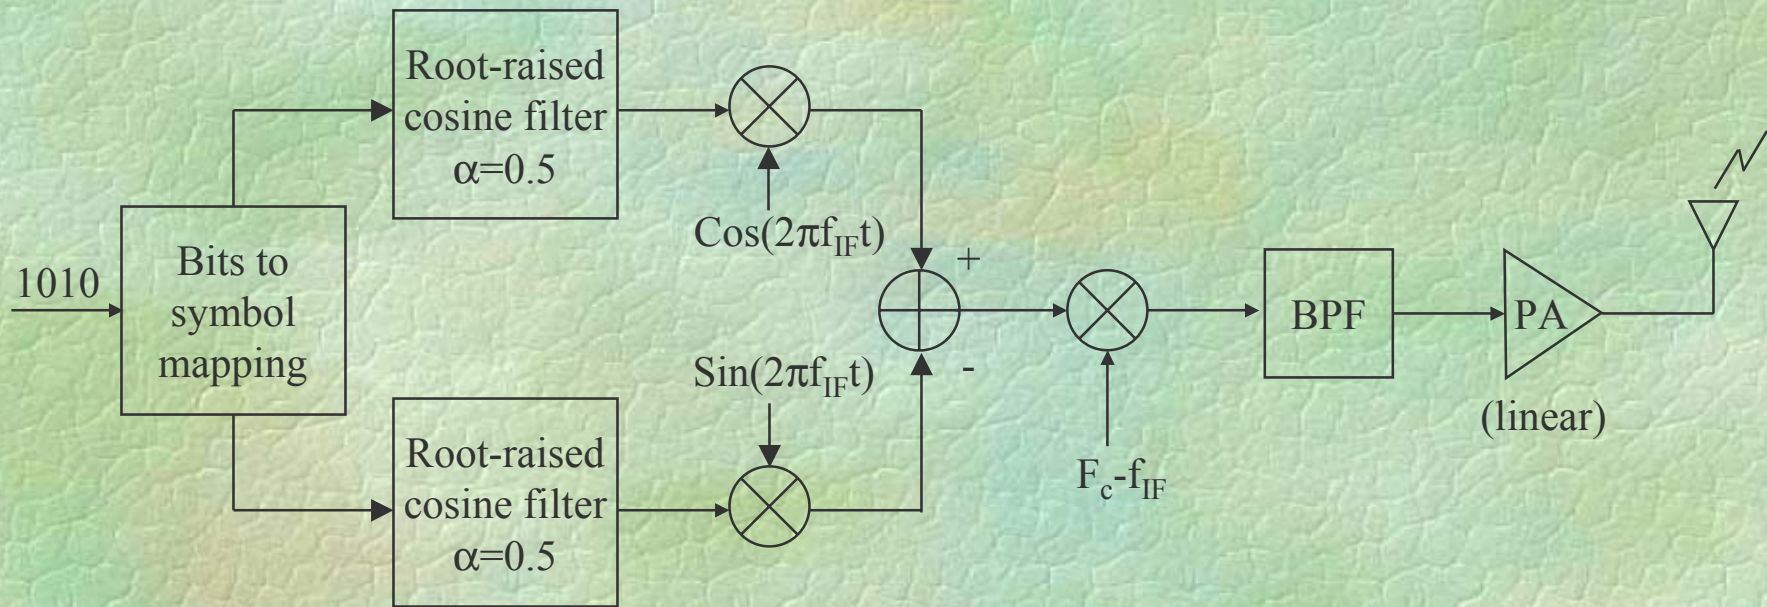 Root-raised
cosine filter
α=0.5
Cos(2πf_IFt)
1010
Bits to
symbol
mapping
+
-
Sin(2πf_IFt)
BPF
PA
(linear)
F_c-f_IF
Root-raised
cosine filter
α=0.5